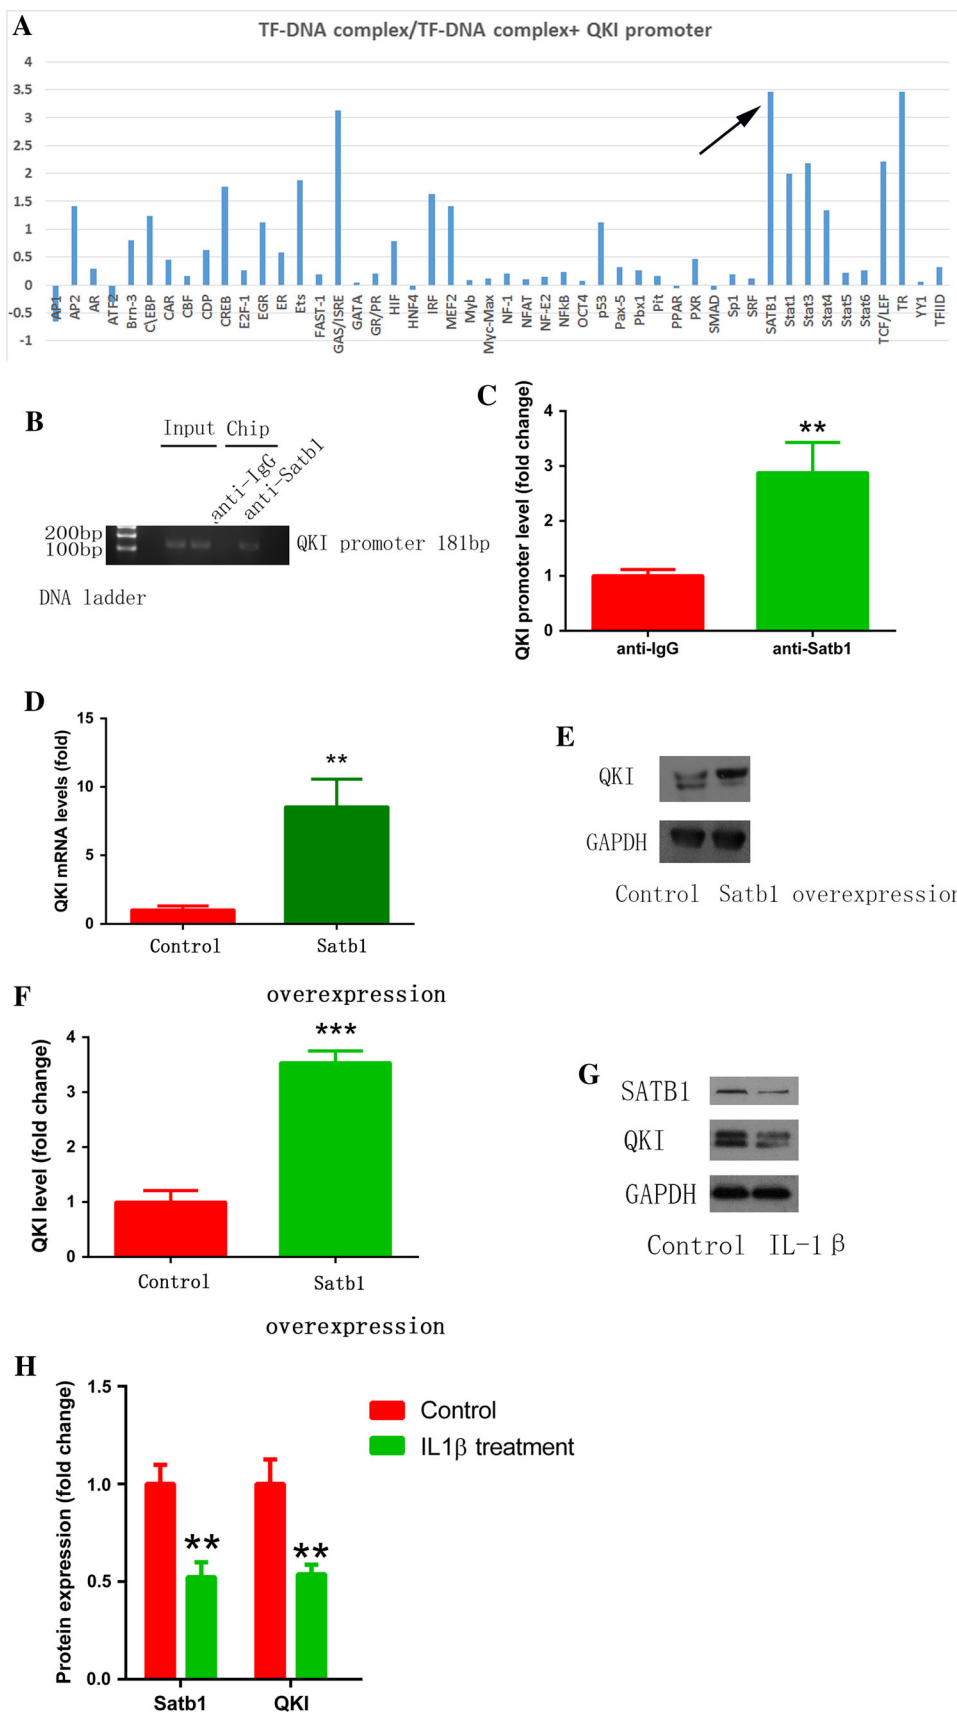 A
TF-DNA complex/TF-DNA complex+ QKI promoter
4
3.5
3
2.5
2
1.5
1
0.5
0
-0.5
-1
AP1
AP2
AR
ATF2
Brn-3
C\EBP
CAR
CBF
CDP
CREB
E2F-1
EGR
ER
Ets
FAST-1
GAS/ISRE
GATA
GR/PR
HIF
HNF4
IRF
MEF2
Myb
Myc-Max
NF-1
NFAT
NF-E2
NFkB
OCT4
p53
Pax-5
Pbx1
Pit
PPAR
PXR
SMAD
Sp1
SRF
SATB1
Stat1
Stat3
Stat4
Stat5
Stat6
TCF/LEF
TR
YY1
TFIID
B
Input Chip
anti-IgG
anti-Satb1
200bp
100bp
QKI promoter 181bp
DNA ladder
C
QKI promoter level (fold change)
4
3
2
1
0
**
anti-IgG anti-Satb1
D
QKI mRNA levels (fold)
15
10
5
0
**
Control Satb1
overexpression
E
QKI
GAPDH
Control Satb1 overexpression
F
QKI level (fold change)
4
3
2
1
0
***
Control Satb1
overexpression
G
SATB1
QKI
GAPDH
Control IL-1β
H
Protein expression (fold change)
1.5
1.0
0.5
0.0
** **
Satb1 QKI
Control
IL1β treatment